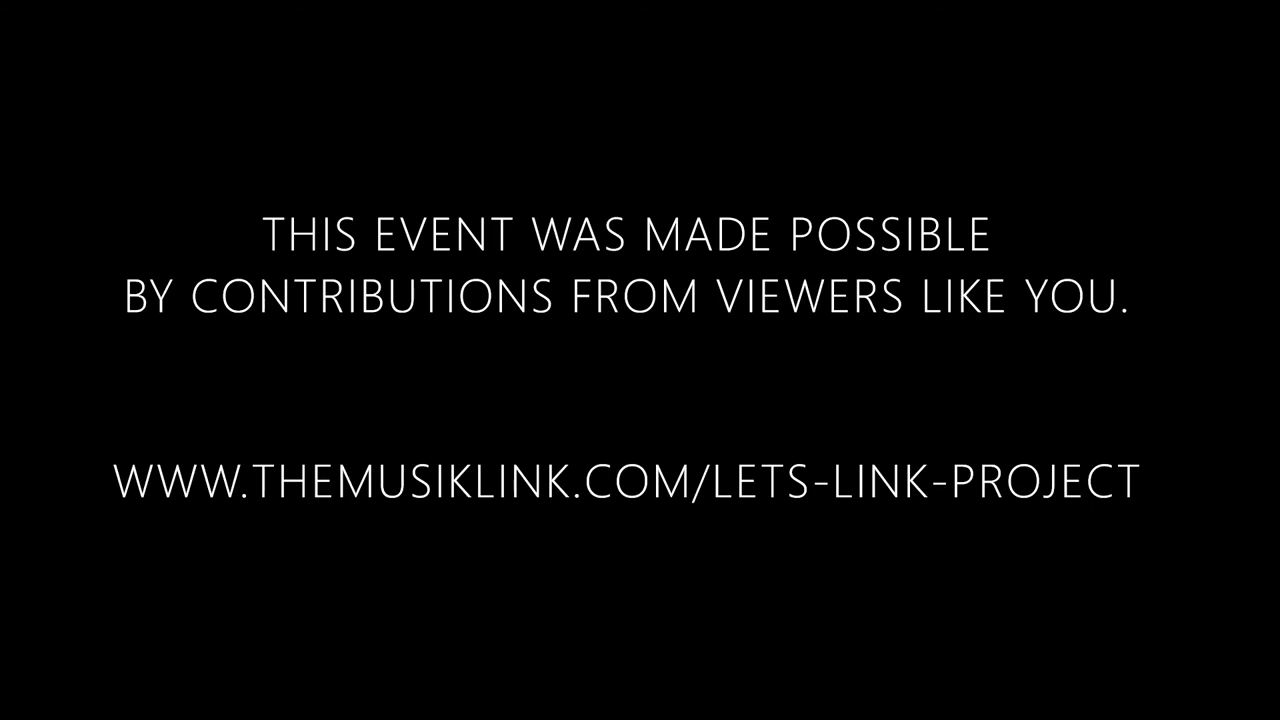 THIS EVENT WAS MADE POSSIBLE
BY CONTRIBUTIONS FROM VIEWERS LIKE YOU.
WWW.THEMUSIKLINK.COM/LETS-LINK-PROJECT